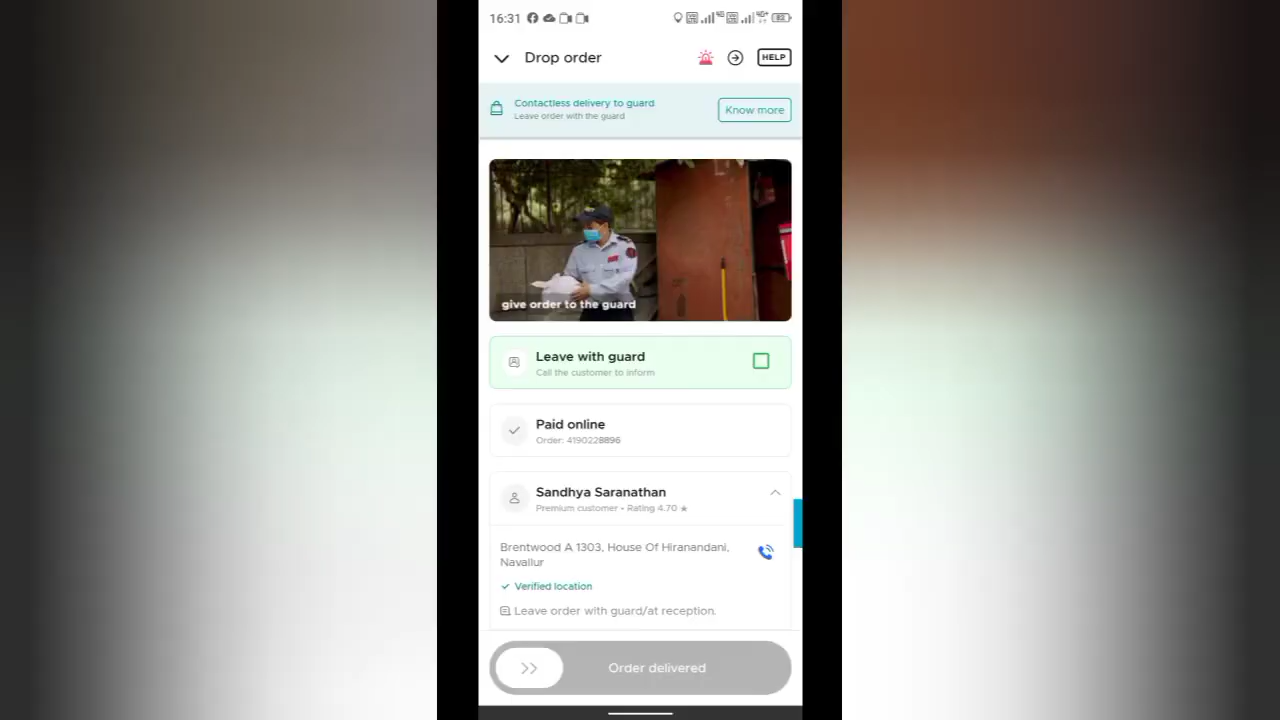 16:31
Drop order
HELP
Contactless delivery to guard
Leave order with the guard
Know more
give order to the guard
Leave with guard
Call the customer to inform
Paid online
Order: 4190228896
Sandhya Saranathan
Premium customer • Rating 4.70 ★
Brentwood A 1303, House Of Hiranandani,
Navallur
Verified location
Leave order with guard/at reception.
Order delivered